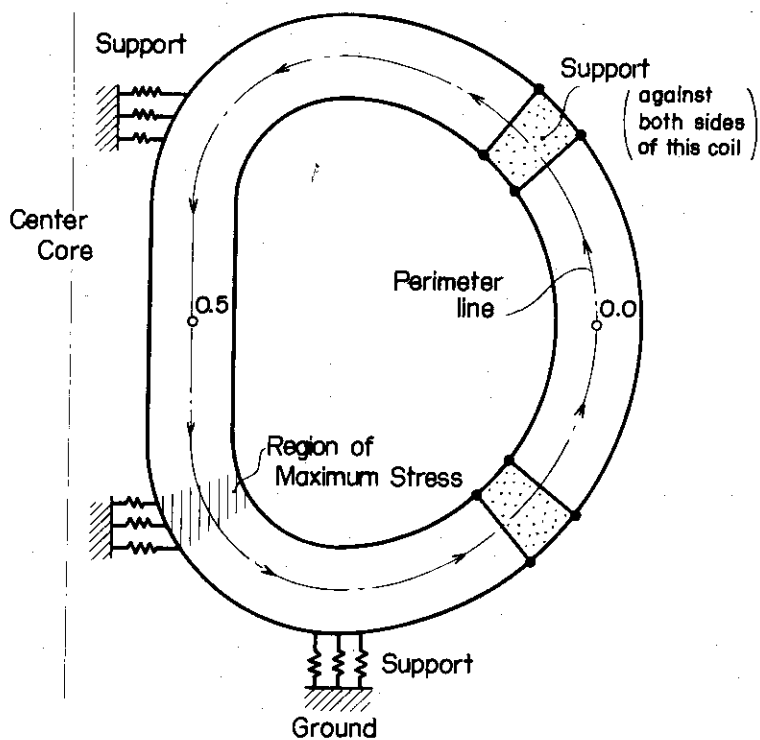 Support
Support
(against
both sides
of this coil)
Center
Core
0.5
Perimeter
line
0.0
Region of
Maximum Stress
Support
Ground